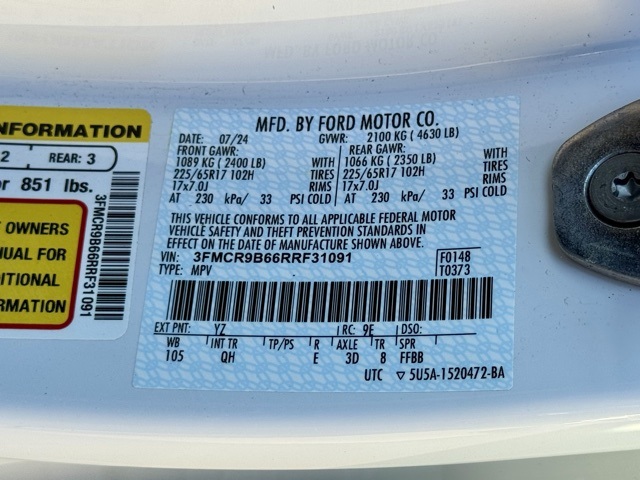 INFORMATION
2 REAR: 3
or 851 lbs.
OWNERS
NUAL FOR
DITIONAL
ORMATION
3FMCR9B66RRF31091
MFD. BY FORD MOTOR CO.
DATE: 07/24 GVWR: 2100 KG ( 4630 LB)
FRONT GAWR: REAR GAWR:
1089 KG ( 2400 LB) WITH 1066 KG ( 2350 LB) WITH
225/65R17 102H TIRES 225/65R17 102H TIRES
17x7.0J RIMS 17x7.0J RIMS
AT 230 kPa/ 33 PSI COLD AT 230 kPa/ 33 PSI COLD
THIS VEHICLE CONFORMS TO ALL APPLICABLE FEDERAL MOTOR
VEHICLE SAFETY AND THEFT PREVENTION STANDARDS IN
EFFECT ON THE DATE OF MANUFACTURE SHOWN ABOVE.
VIN: 3FMCR9B66RRF31091 F0148
TYPE: MPV T0373
EXT PNT: YZ RC: 9E DSO:
WB INT TR TP/PS R AXLE TR SPR
105 QH E 3D 8 FFBB
UTC ▽ 5U5A-1520472-BA